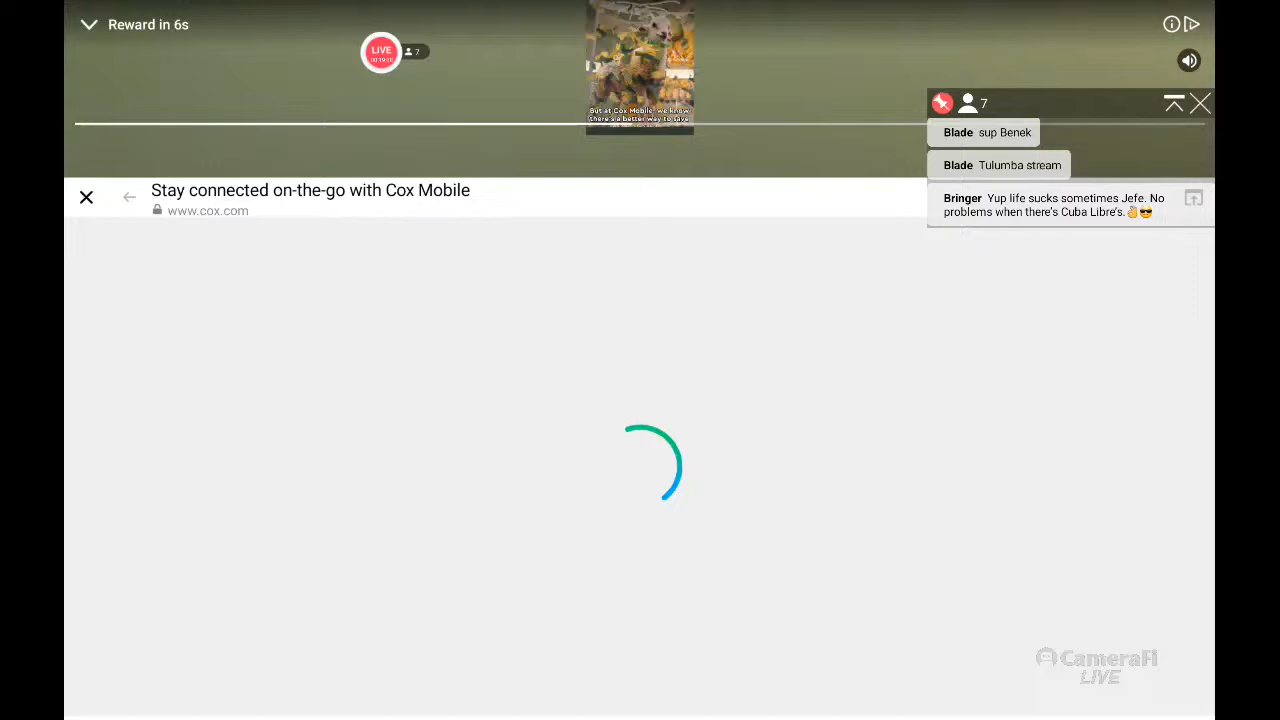 Reward in 6s
LIVE
7
But at Cox Mobile, we know
there's a better way to save
7
Blade sup Benek
Blade Tulumba stream
Bringer Yup life sucks sometimes Jefe. No
problems when there's Cuba Libre's.👌😎
Stay connected on-the-go with Cox Mobile
www.cox.com
CameraFi
LIVE